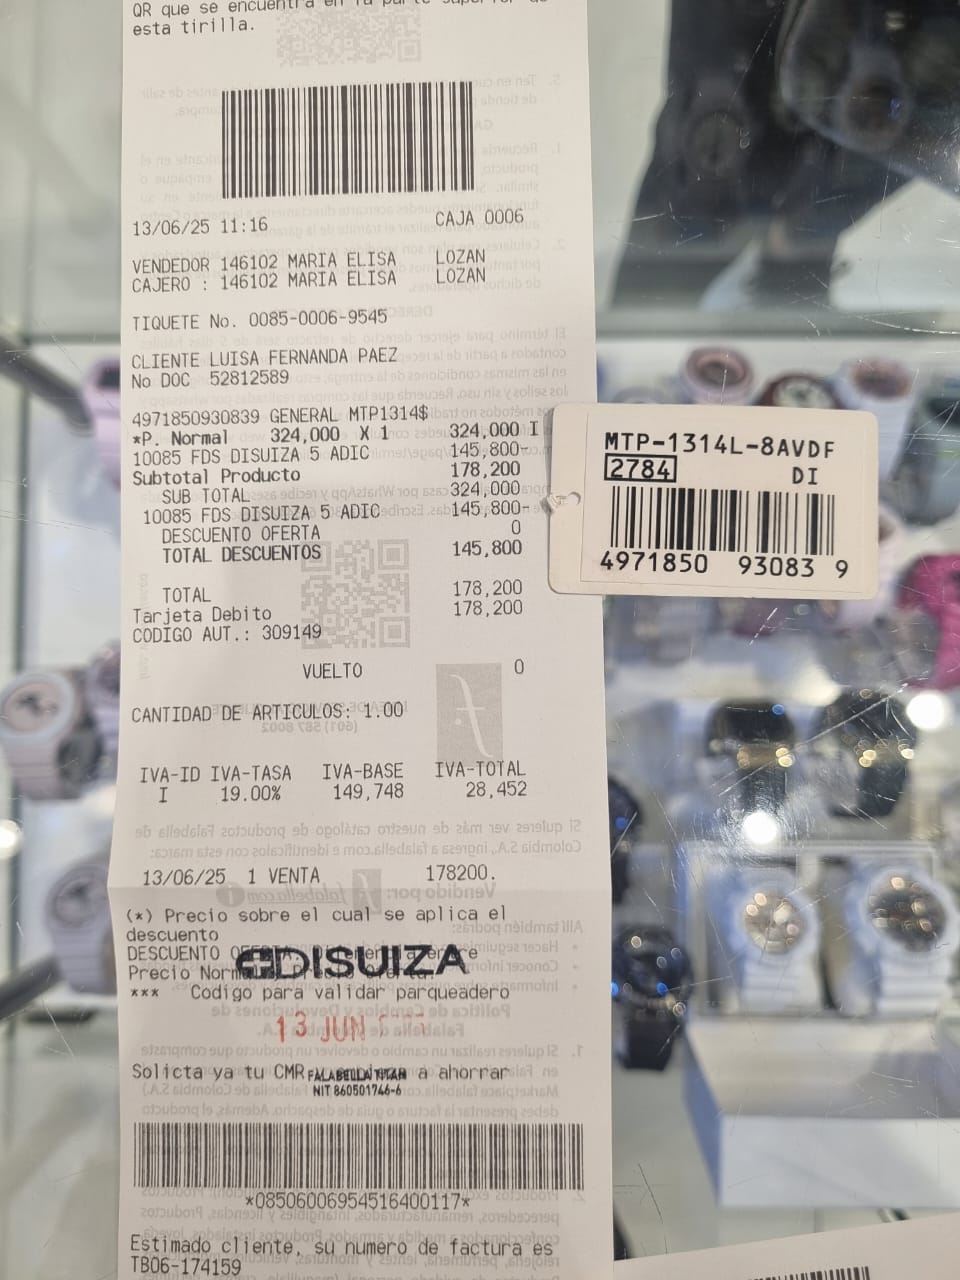 QR que se encuentra en la parte superior de
esta tirilla.
13/06/25 11:16 CAJA 0006
VENDEDOR 146102 MARIA ELISA LOZAN
CAJERO : 146102 MARIA ELISA LOZAN
TIQUETE No. 0085-0006-9545
CLIENTE LUISA FERNANDA PAEZ
No DOC 52812589
4971850930839 GENERAL MTP1314$
*P. Normal 324,000 X 1 324,000 I
10085 FDS DISUIZA 5 ADIC 145,800-
Subtotal Producto 178,200
SUB TOTAL 324,000
10085 FDS DISUIZA 5 ADIC 145,800-
DESCUENTO OFERTA 0
TOTAL DESCUENTOS 145,800
TOTAL 178,200
Tarjeta Debito 178,200
CODIGO AUT.: 309149
VUELTO 0
CANTIDAD DE ARTICULOS: 1.00
IVA-ID IVA-TASA IVA-BASE IVA-TOTAL
I 19.00% 149,748 28,452
13/06/25 1 VENTA 178200.
(*) Precio sobre el cual se aplica el
descuento
DESCUENTO OFERTA
Precio Normal
DISUIZA
*** Codigo para validar parqueadero
13 JUN
Solicta ya tu CMR a ahorrar
FALABELLA TITAN
NIT 860501746-6
*08506006954516400117*
Estimado cliente, su numero de factura es
TB06-174159
MTP-1314L-8AVDF
2784 DI
4971850 93083 9